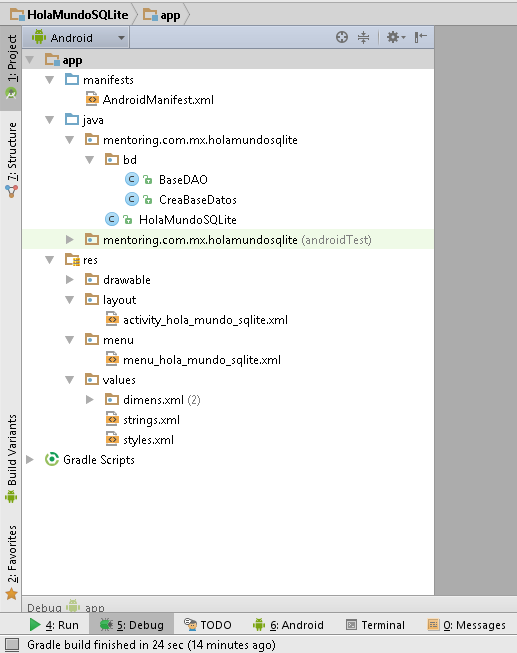 HolaMundoSQLite app
Android
1: Project
7: Structure
Build Variants
2: Favorites
app
manifests
AndroidManifest.xml
java
mentoring.com.mx.holamundosqlite
bd
BaseDAO
CreaBaseDatos
HolaMundoSQLite
mentoring.com.mx.holamundosqlite (androidTest)
res
drawable
layout
activity_hola_mundo_sqlite.xml
menu
menu_hola_mundo_sqlite.xml
values
dimens.xml (2)
strings.xml
styles.xml
Gradle Scripts
Debug app
4: Run 5: Debug TODO 6: Android Terminal 0: Messages
Gradle build finished in 24 sec (14 minutes ago)